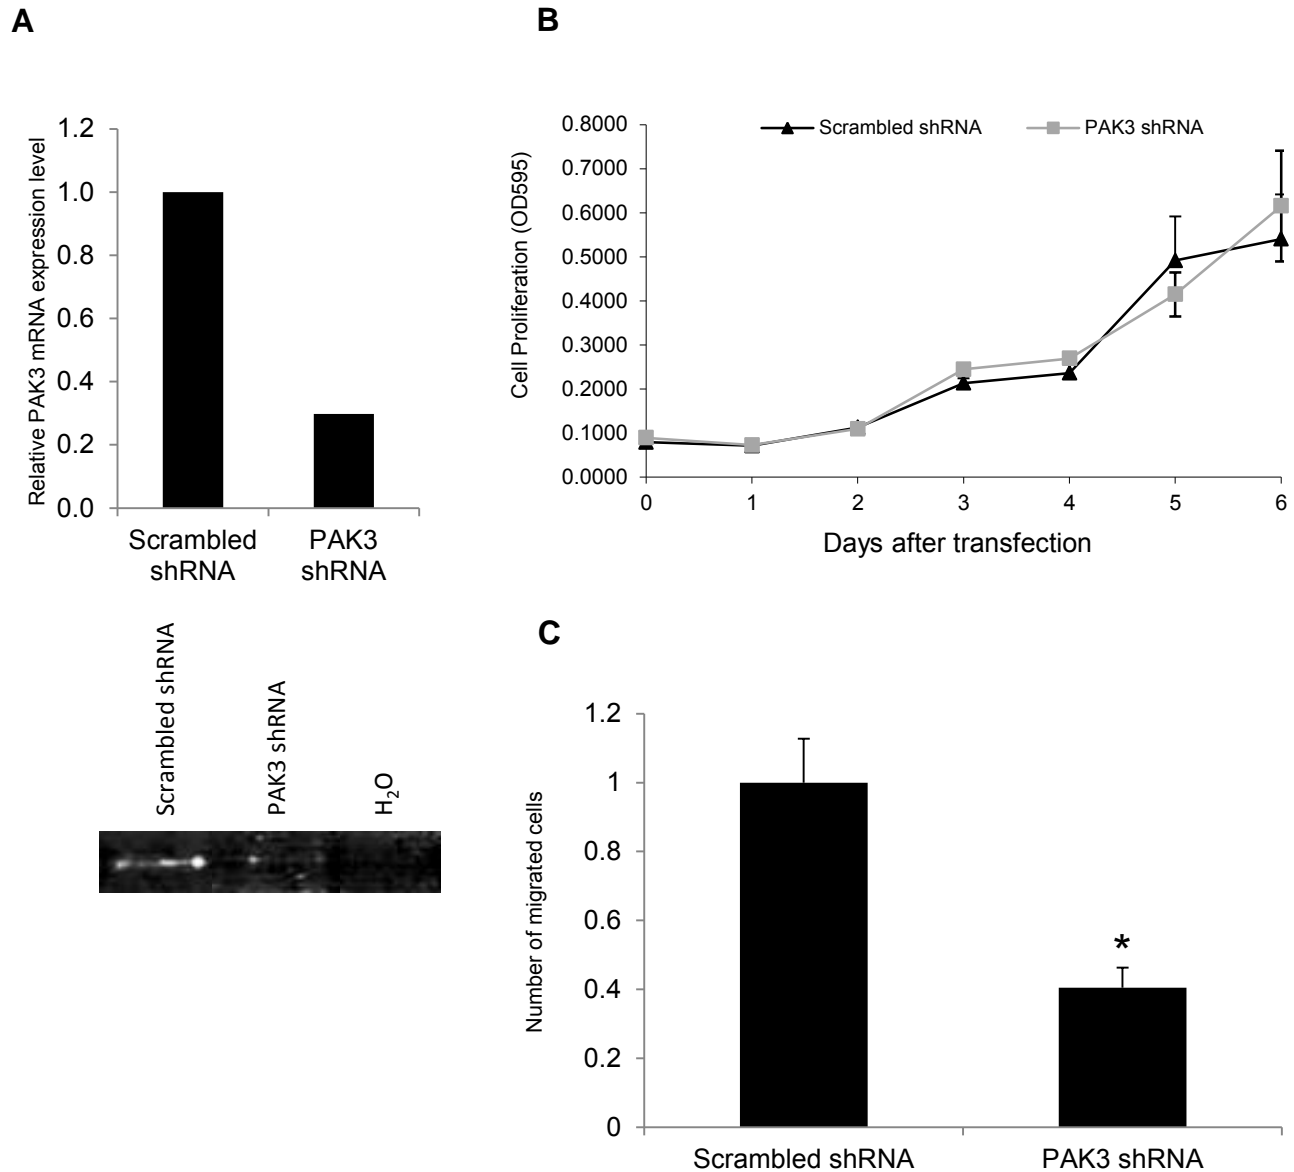 A
Relative PAK3 mRNA expression level
1.2
1.0
0.8
0.6
0.4
0.2
0.0
Scrambled
shRNA
PAK3
shRNA
Scrambled shRNA
PAK3 shRNA
H₂O
B
Cell Proliferation (OD595)
0.8000
0.7000
0.6000
0.5000
0.4000
0.3000
0.2000
0.1000
0.0000
Scrambled shRNA
PAK3 shRNA
0 1 2 3 4 5 6
Days after transfection
C
Number of migrated cells
1.2
1
0.8
0.6
0.4
0.2
0
*
Scrambled shRNA
PAK3 shRNA